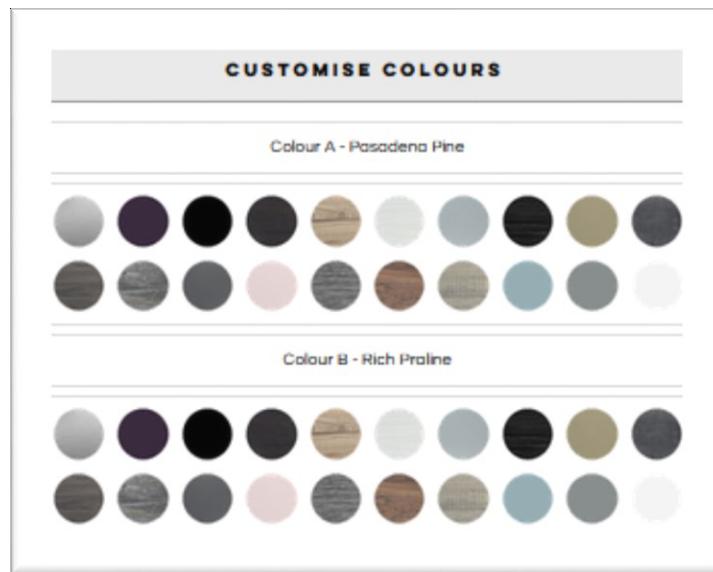 CUSTOMISE COLOURS
Colour A - Pasadena Pine
Colour B - Rich Praline